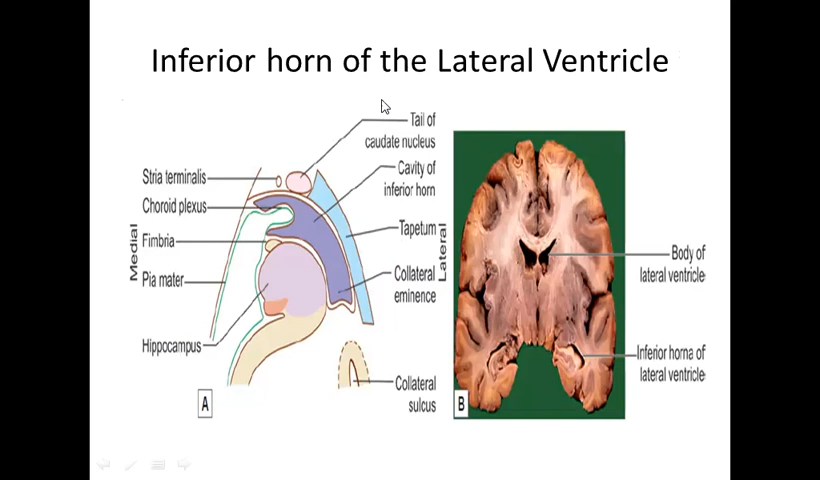 Inferior horn of the Lateral Ventricle
Tail of
caudate nucleus
Stria terminalis
Cavity of
inferior horn
Choroid plexus
Medial
Fimbria
Tapetum
Lateral
Pia mater
Collateral
eminence
Hippocampus
Collateral
sulcus
A
Body of
lateral ventricle
Inferior horna of
lateral ventricle
B